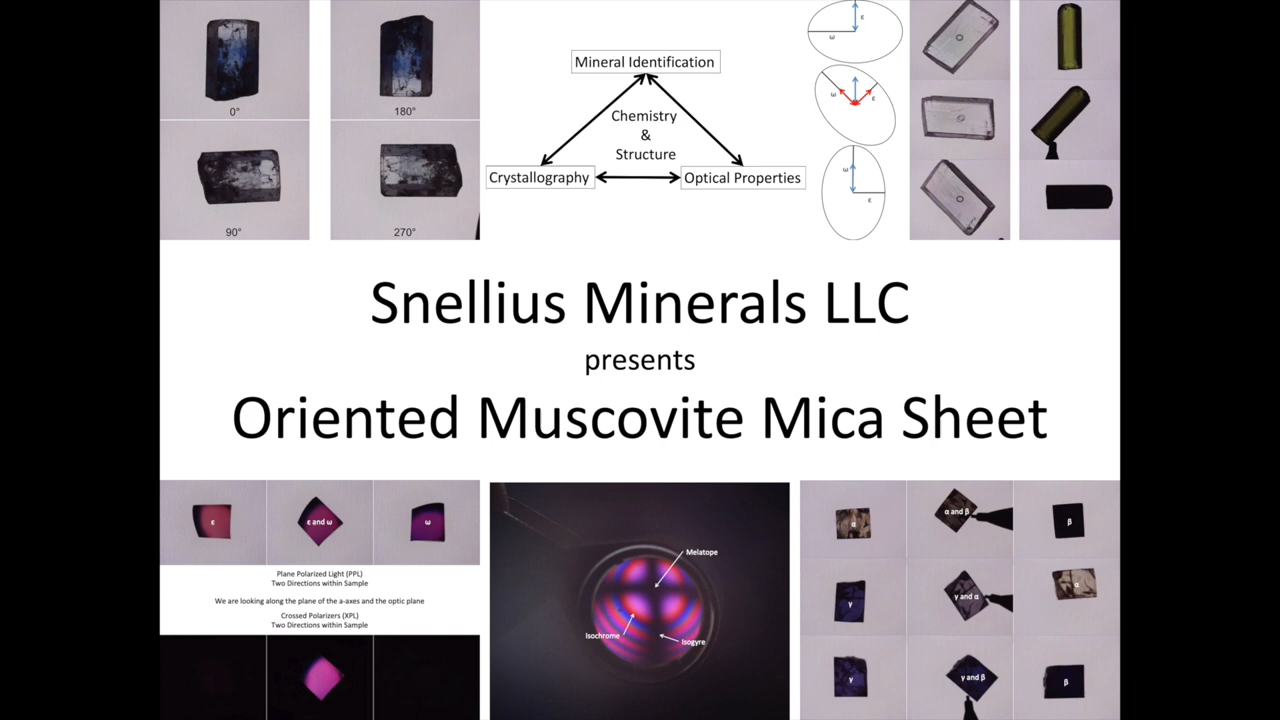 0°
180°
90°
270°
Mineral Identification
Chemistry
&
Structure
Crystallography
Optical Properties
ε
ω
ω
ε
ω
ε
Snellius Minerals LLC
presents
Oriented Muscovite Mica Sheet
ε
ε and ω
ω
Plane Polarized Light (PPL)
Two Directions within Sample
We are looking along the plane of the a-axes and the optic plane
Crossed Polarizers (XPL)
Two Directions within Sample
Melatope
Isochrome
Isogyre
α
α and β
β
γ
γ and α
α
γ
γ and β
β